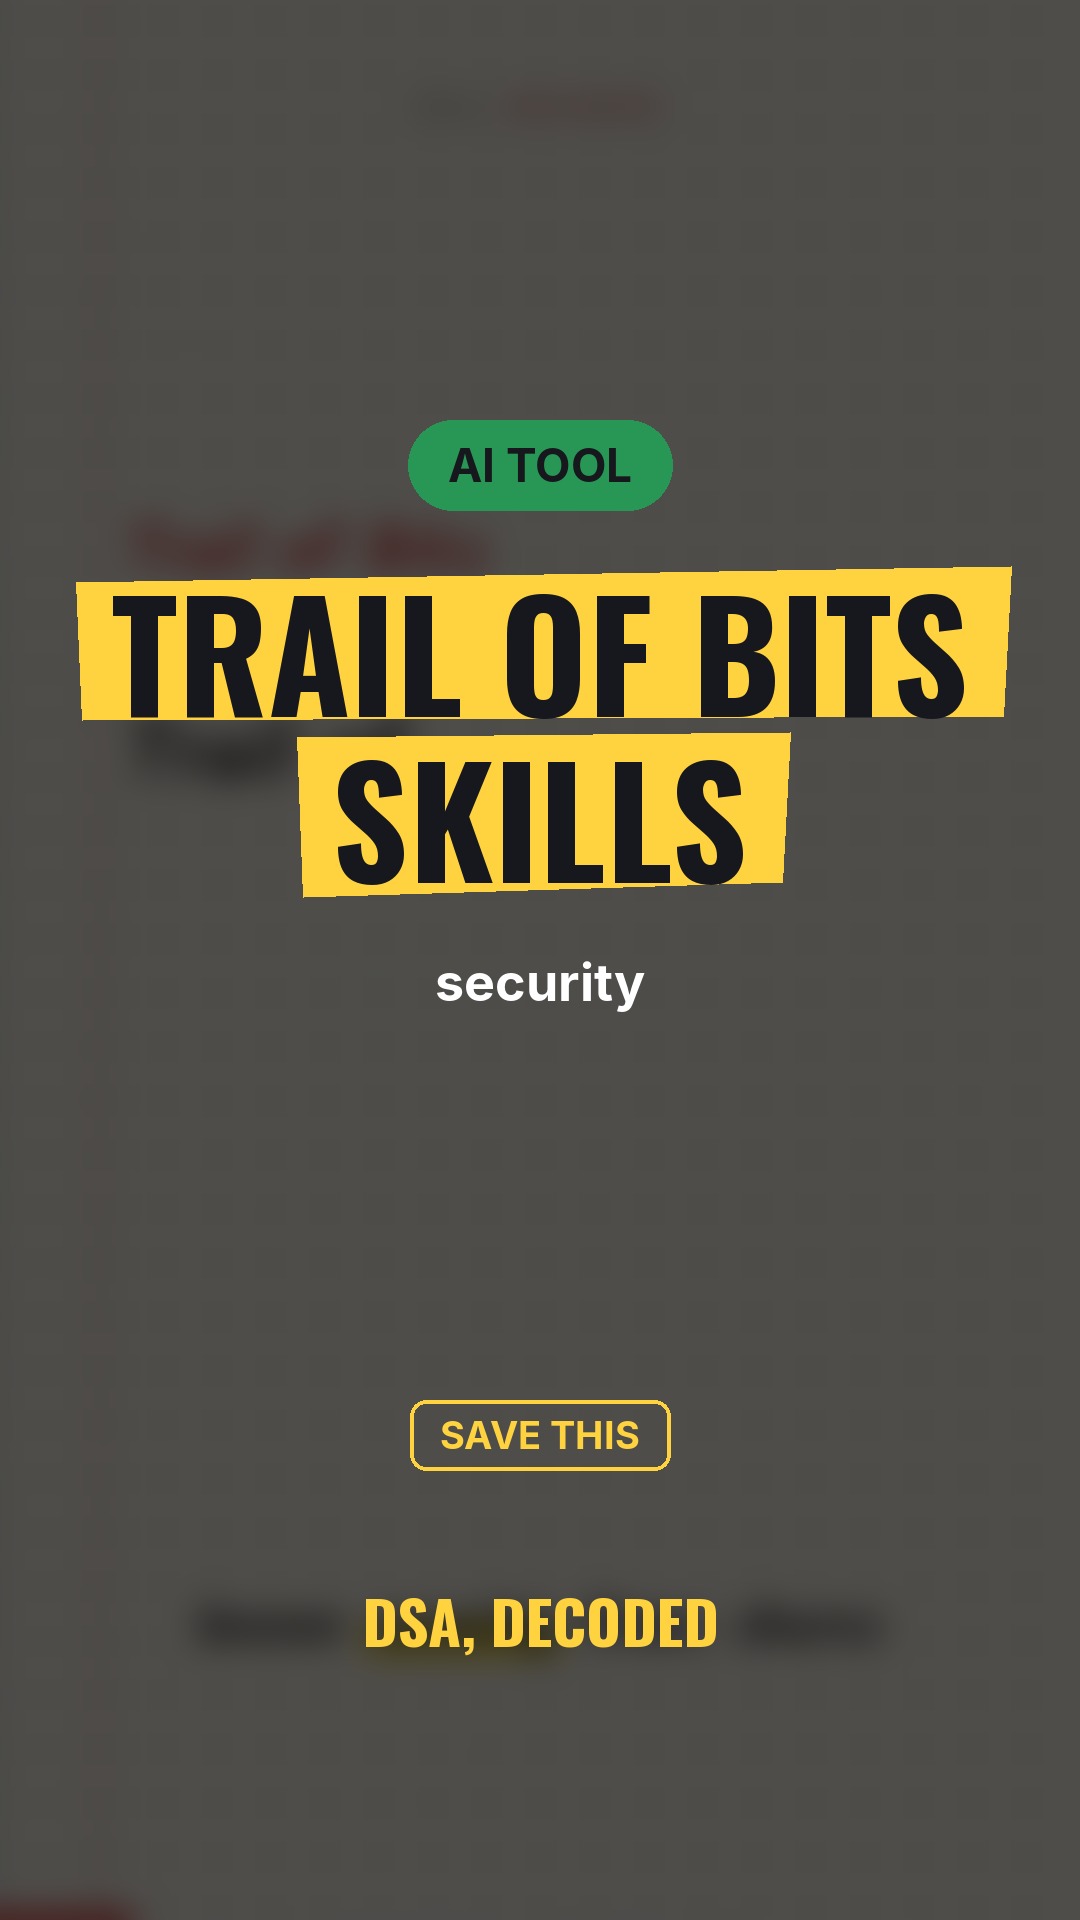 AI TOOL
TRAIL OF BITS
SKILLS
security
SAVE THIS
DSA, DECODED